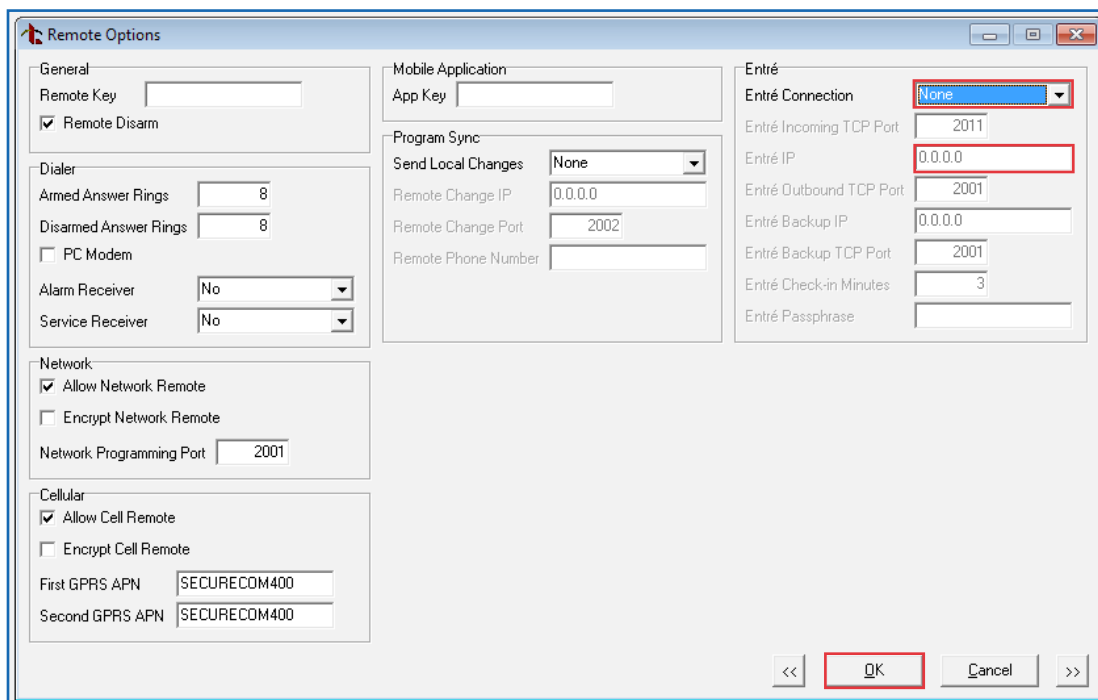 Remote Options
General
Remote Key
Remote Disarm
Dialer
Armed Answer Rings 8
Disarmed Answer Rings 8
PC Modem
Alarm Receiver No
Service Receiver No
Network
Allow Network Remote
Encrypt Network Remote
Network Programming Port 2001
Cellular
Allow Cell Remote
Encrypt Cell Remote
First GPRS APN SECURECOM400
Second GPRS APN SECURECOM400
Mobile Application
App Key
Program Sync
Send Local Changes None
Remote Change IP 0.0.0.0
Remote Change Port 2002
Remote Phone Number
Entré
Entré Connection None
Entré Incoming TCP Port 2011
Entré IP 0.0.0.0
Entré Outbound TCP Port 2001
Entré Backup IP 0.0.0.0
Entré Backup TCP Port 2001
Entré Check-in Minutes 3
Entré Passphrase
<< OK Cancel >>